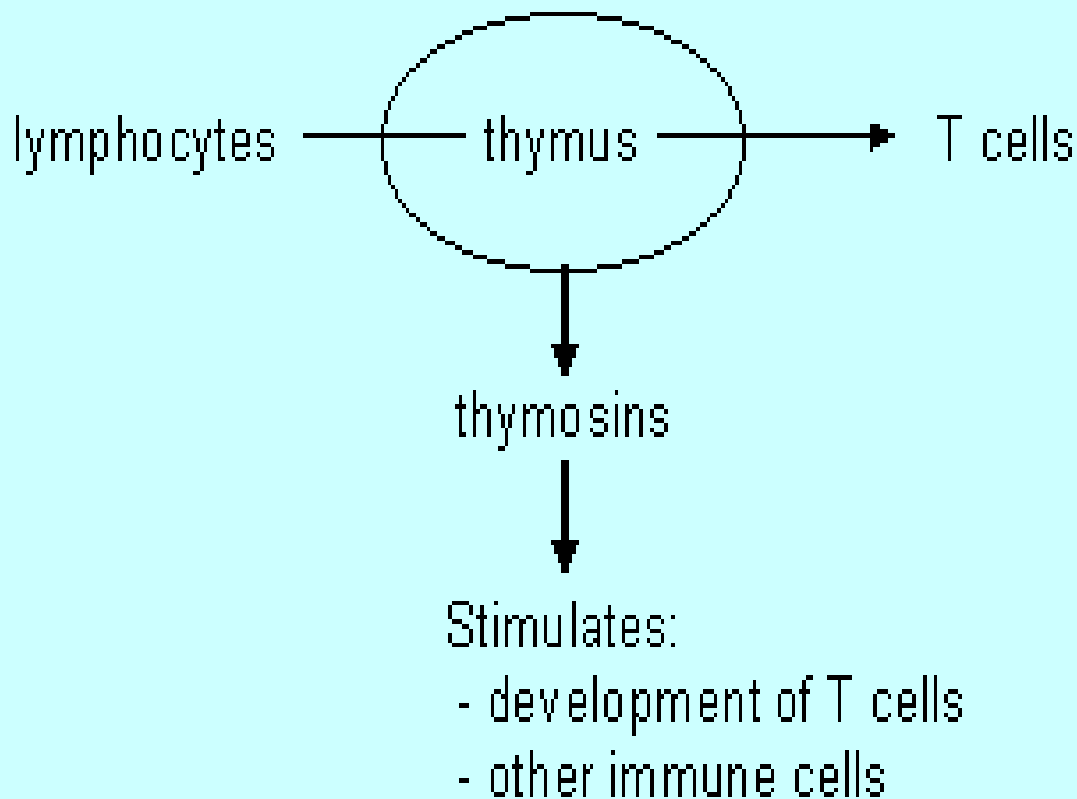 lymphocytes thymus T cells
thymosins
Stimulates:
- development of T cells
- other immune cells